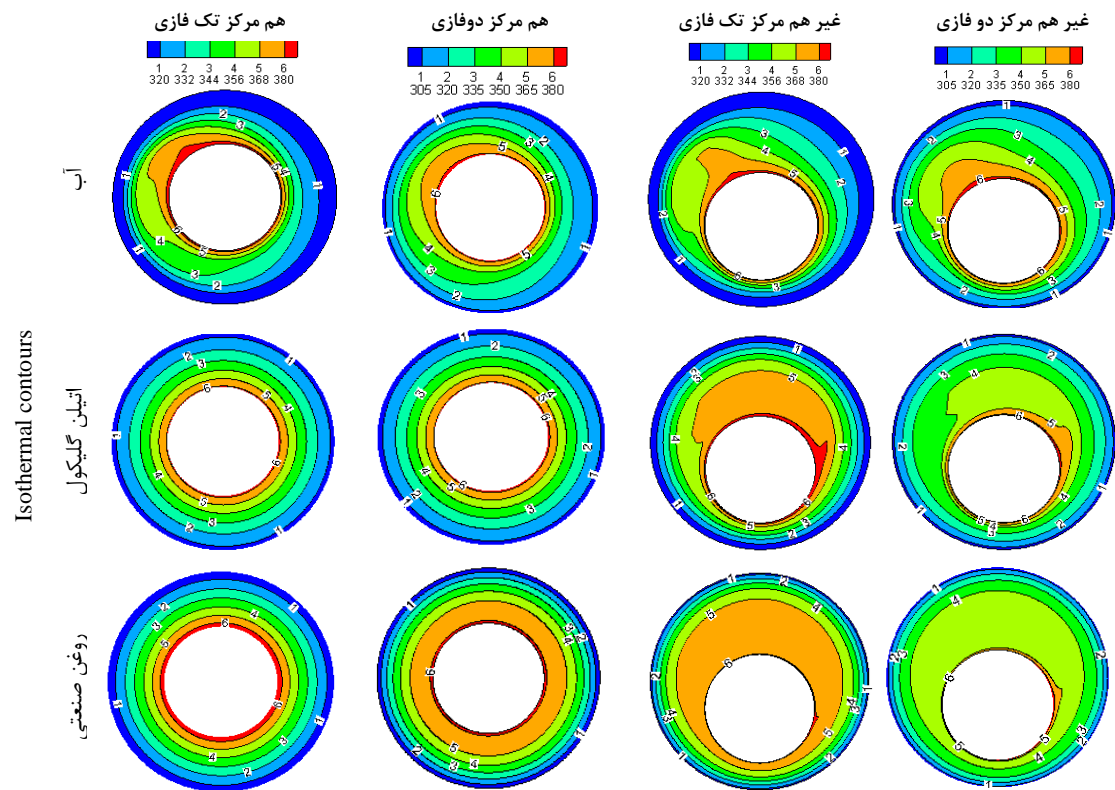 هم مرکز تک فازی
هم مرکز دوفازی
غیر هم مرکز تک فازی
غیر هم مرکز دو فازی
1 2 3 4 5 6
320 332 344 356 368 380
1 2 3 4 5 6
305 320 335 350 365 380
1 2 3 4 5 6
320 332 344 356 368 380
1 2 3 4 5 6
305 320 335 350 365 380
Isothermal contours
آب
اتیلن گلیکول
روغن صنعتی